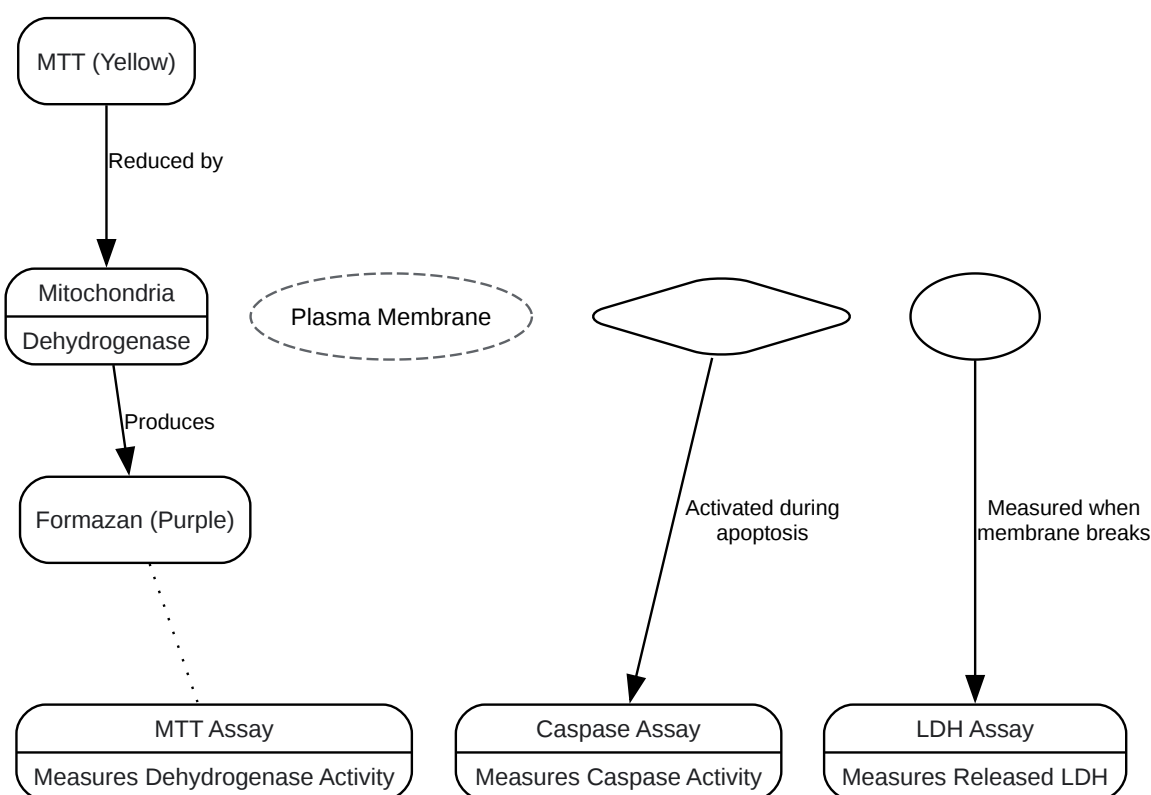 MTT (Yellow)
Reduced by
Mitochondria
Dehydrogenase
Plasma Membrane
Produces
Formazan (Purple)
Activated during
apoptosis
Measured when
membrane breaks
MTT Assay
Measures Dehydrogenase Activity
Caspase Assay
Measures Caspase Activity
LDH Assay
Measures Released LDH